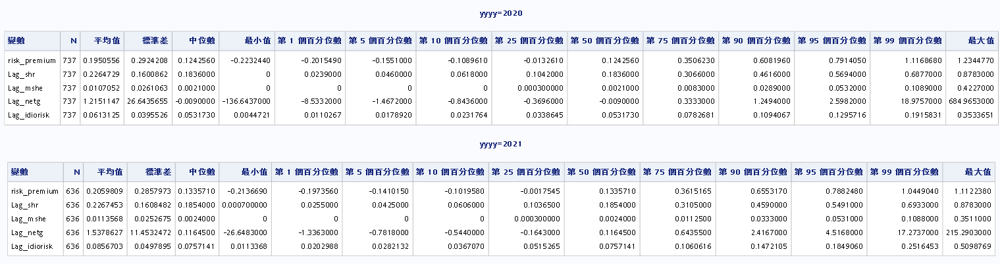 yyyy=2020
變數 N 平均值 標準差 中位數 最小值 第 1 個百分位數 第 5 個百分位數 第 10 個百分位數 第 25 個百分位數 第 50 個百分位數 第 75 個百分位數 第 90 個百分位數 第 95 個百分位數 第 99 個百分位數 最大值
risk_premium 737 0.1950556 0.2924208 0.1242560 -0.2232440 -0.2015490 -0.1551000 -0.1089610 -0.0132610 0.1242560 0.3506230 0.6081960 0.7914050 1.1168680 1.2344770
Lag_shr 737 0.2264729 0.1600862 0.1836000 0 0.0239000 0.0460000 0.0618000 0.1042000 0.1836000 0.3066000 0.4616000 0.5694000 0.6877000 0.8783000
Lag_mshe 737 0.0107052 0.0261063 0.0021000 0 0 0 0 0.000300000 0.0021000 0.0083000 0.0289000 0.0532000 0.1089000 0.4227000
Lag_netg 737 1.2151147 26.6435655 -0.0090000 -136.6437000 -8.5332000 -1.4672000 -0.8436000 -0.3696000 -0.0090000 0.3333000 1.2494000 2.5982000 18.9757000 684.9653000
Lag_idiorisk 737 0.0613125 0.0395526 0.0531730 0.0044721 0.0110267 0.0178920 0.0231764 0.0338645 0.0531730 0.0782681 0.1094067 0.1295716 0.1915831 0.3533651
yyyy=2021
變數 N 平均值 標準差 中位數 最小值 第 1 個百分位數 第 5 個百分位數 第 10 個百分位數 第 25 個百分位數 第 50 個百分位數 第 75 個百分位數 第 90 個百分位數 第 95 個百分位數 第 99 個百分位數 最大值
risk_premium 636 0.2059809 0.2857973 0.1335710 -0.2136690 -0.1973560 -0.1410150 -0.1019580 -0.0017545 0.1335710 0.3615165 0.6553170 0.7882480 1.0449040 1.1122380
Lag_shr 636 0.2267453 0.1608482 0.1854000 0.000700000 0.0255000 0.0425000 0.0606000 0.1036500 0.1854000 0.3105000 0.4590000 0.5491000 0.6933000 0.8783000
Lag_mshe 636 0.0113568 0.0252675 0.0024000 0 0 0 0 0.000300000 0.0024000 0.0112500 0.0333000 0.0531000 0.1088000 0.3511000
Lag_netg 636 1.5378627 11.4532472 0.1164500 -26.6483000 -1.3363000 -0.7818000 -0.5440000 -0.1643000 0.1164500 0.6435500 2.4167000 4.5168000 17.2737000 215.2903000
Lag_idiorisk 636 0.0856703 0.0497895 0.0757141 0.0113368 0.0202988 0.0282132 0.0367070 0.0515265 0.0757141 0.1060616 0.1472105 0.1849060 0.2516453 0.5098769